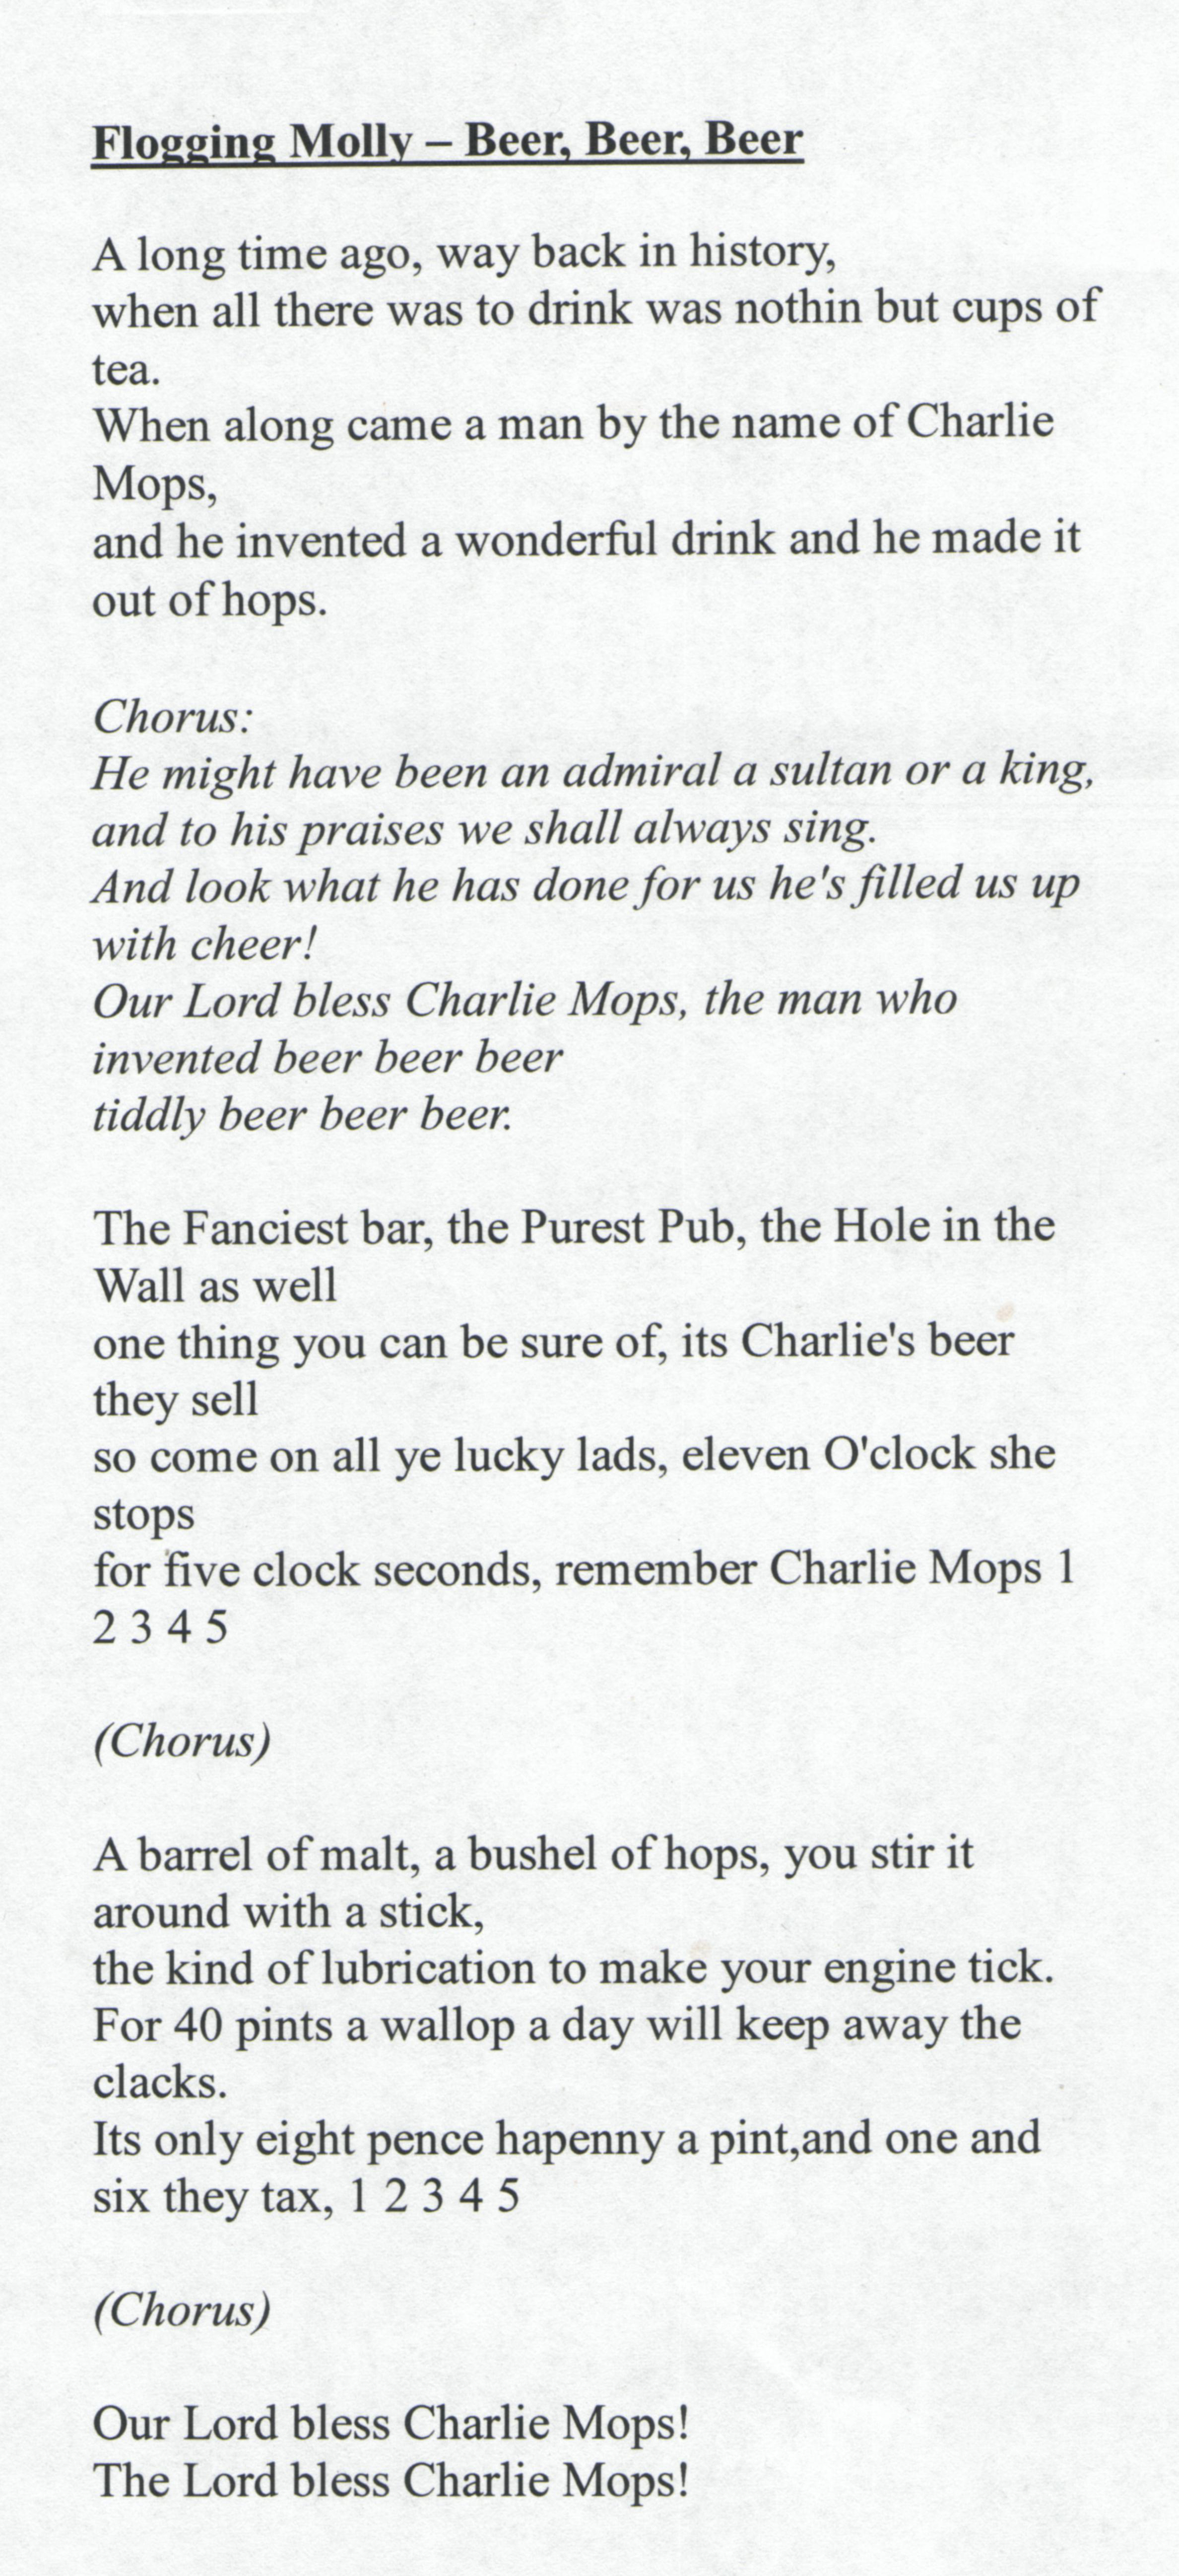 Flogging Molly – Beer, Beer, Beer
A long time ago, way back in history,
when all there was to drink was nothin but cups of
tea.
When along came a man by the name of Charlie
Mops,
and he invented a wonderful drink and he made it
out of hops.
Chorus:
He might have been an admiral a sultan or a king,
and to his praises we shall always sing.
And look what he has done for us he's filled us up
with cheer!
Our Lord bless Charlie Mops, the man who
invented beer beer beer
tiddly beer beer beer.
The Fanciest bar, the Purest Pub, the Hole in the
Wall as well
one thing you can be sure of, its Charlie's beer
they sell
so come on all ye lucky lads, eleven O'clock she
stops
for five clock seconds, remember Charlie Mops 1
2 3 4 5
(Chorus)
A barrel of malt, a bushel of hops, you stir it
around with a stick,
the kind of lubrication to make your engine tick.
For 40 pints a wallop a day will keep away the
clacks.
Its only eight pence hapenny a pint,and one and
six they tax, 1 2 3 4 5
(Chorus)
Our Lord bless Charlie Mops!
The Lord bless Charlie Mops!